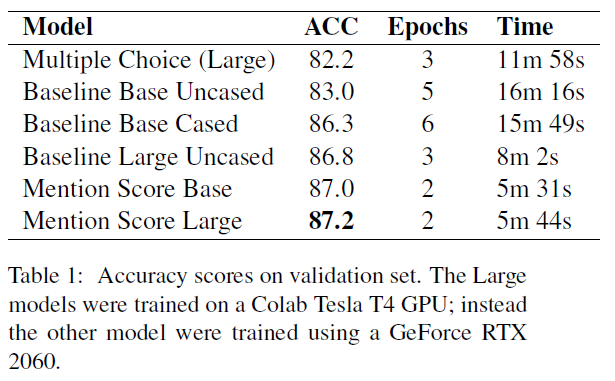 Model ACC Epochs Time
Multiple Choice (Large) 82.2 3 11m 58s
Baseline Base Uncased 83.0 5 16m 16s
Baseline Base Cased 86.3 6 15m 49s
Baseline Large Uncased 86.8 3 8m 2s
Mention Score Base 87.0 2 5m 31s
Mention Score Large 87.2 2 5m 44s
Table 1: Accuracy scores on validation set. The Large
models were trained on a Colab Tesla T4 GPU; instead
the other model were trained using a GeForce RTX
2060.